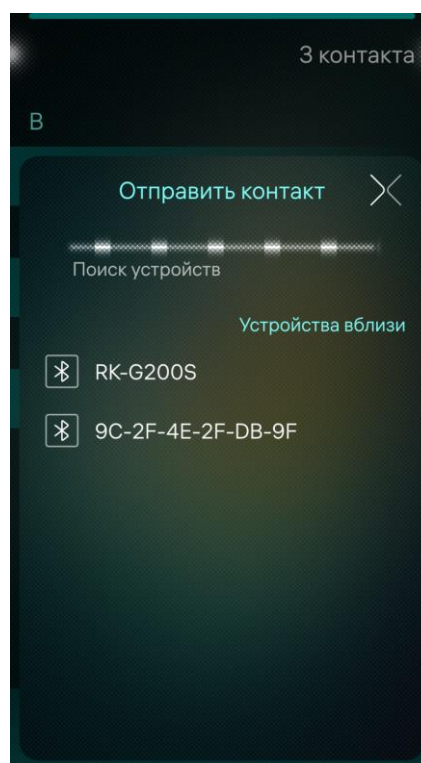 3 контакта
В
Отправить контакт
Поиск устройств
Устройства вблизи
RK-G200S
9C-2F-4E-2F-DB-9F